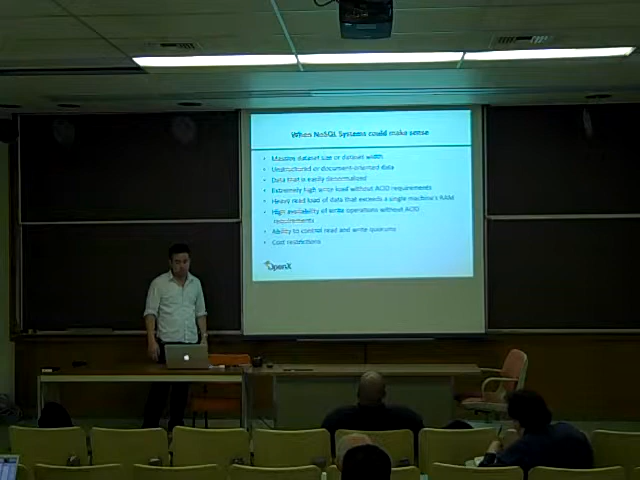 When NoSQL Systems could make sense
• Massive dataset size or dataset width
• Unstructured or document-oriented data
• Data that is easily denormalized
• Extremely high write load without ACID requirements
• Heavy read load of data that exceeds a single machine's RAM
• High availability of write operations without ACID
requirements
• Ability to control read and write quorums
• Cost restrictions
OpenX